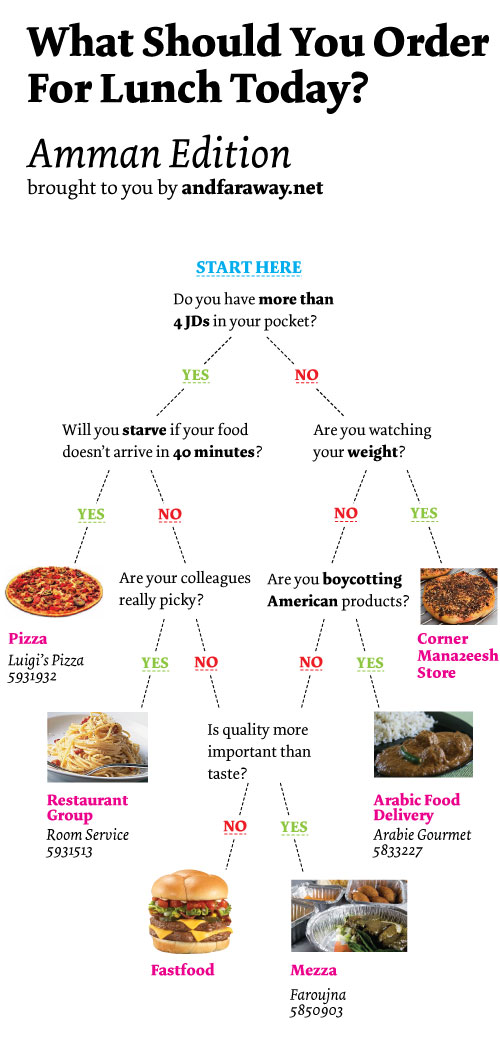 What Should You Order
For Lunch Today?
Amman Edition
brought to you by andfaraway.net
START HERE
Do you have more than
4 JDs in your pocket?
YES
NO
Will you starve if your food
doesn't arrive in 40 minutes?
Are you watching
your weight?
YES
NO
NO
YES
Are your colleagues
really picky?
Are you boycotting
American products?
Pizza
Luigi's Pizza
5931932
Corner
Mana2eesh
Store
YES
NO
NO
YES
Is quality more
important than
taste?
Restaurant
Group
Room Service
5931513
Arabic Food
Delivery
Arabie Gourmet
5833227
NO
YES
Fastfood
Mezza
Faroujna
5850903